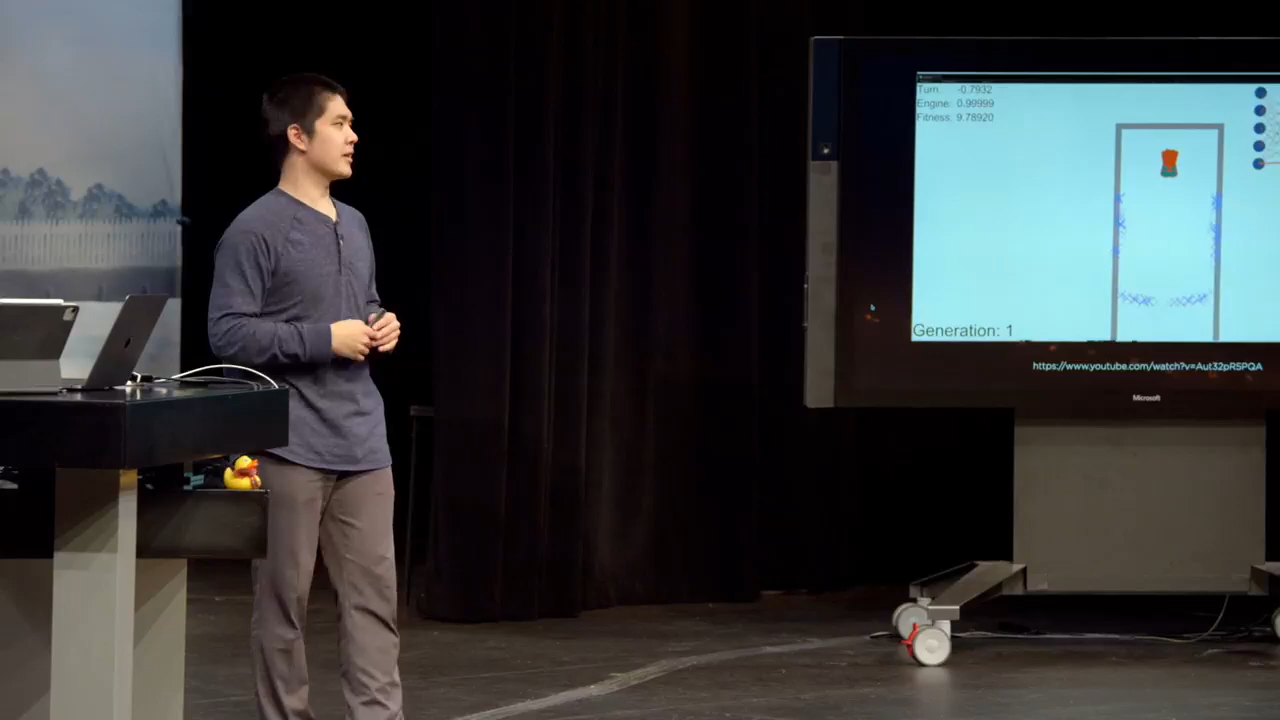 Turn: -0.7932
Engine: 0.99999
Fitness: 9.78920
Generation: 1
https://www.youtube.com/watch?v=Aut32pR5PQA
Microsoft